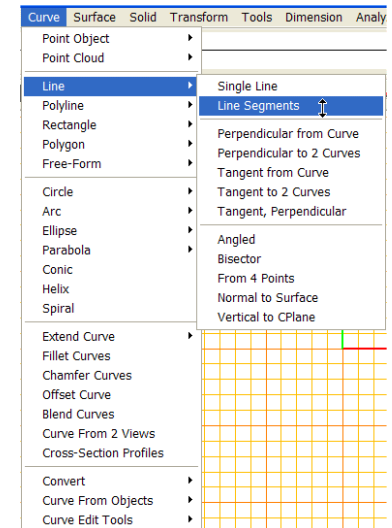 Curve Surface Solid Transform Tools Dimension Analy
Point Object
Point Cloud
Line
Polyline
Rectangle
Polygon
Free-Form
Circle
Arc
Ellipse
Parabola
Conic
Helix
Spiral
Extend Curve
Fillet Curves
Chamfer Curves
Offset Curve
Blend Curves
Curve From 2 Views
Cross-Section Profiles
Convert
Curve From Objects
Curve Edit Tools
Single Line
Line Segments
Perpendicular from Curve
Perpendicular to 2 Curves
Tangent from Curve
Tangent to 2 Curves
Tangent, Perpendicular
Angled
Bisector
From 4 Points
Normal to Surface
Vertical to CPlane